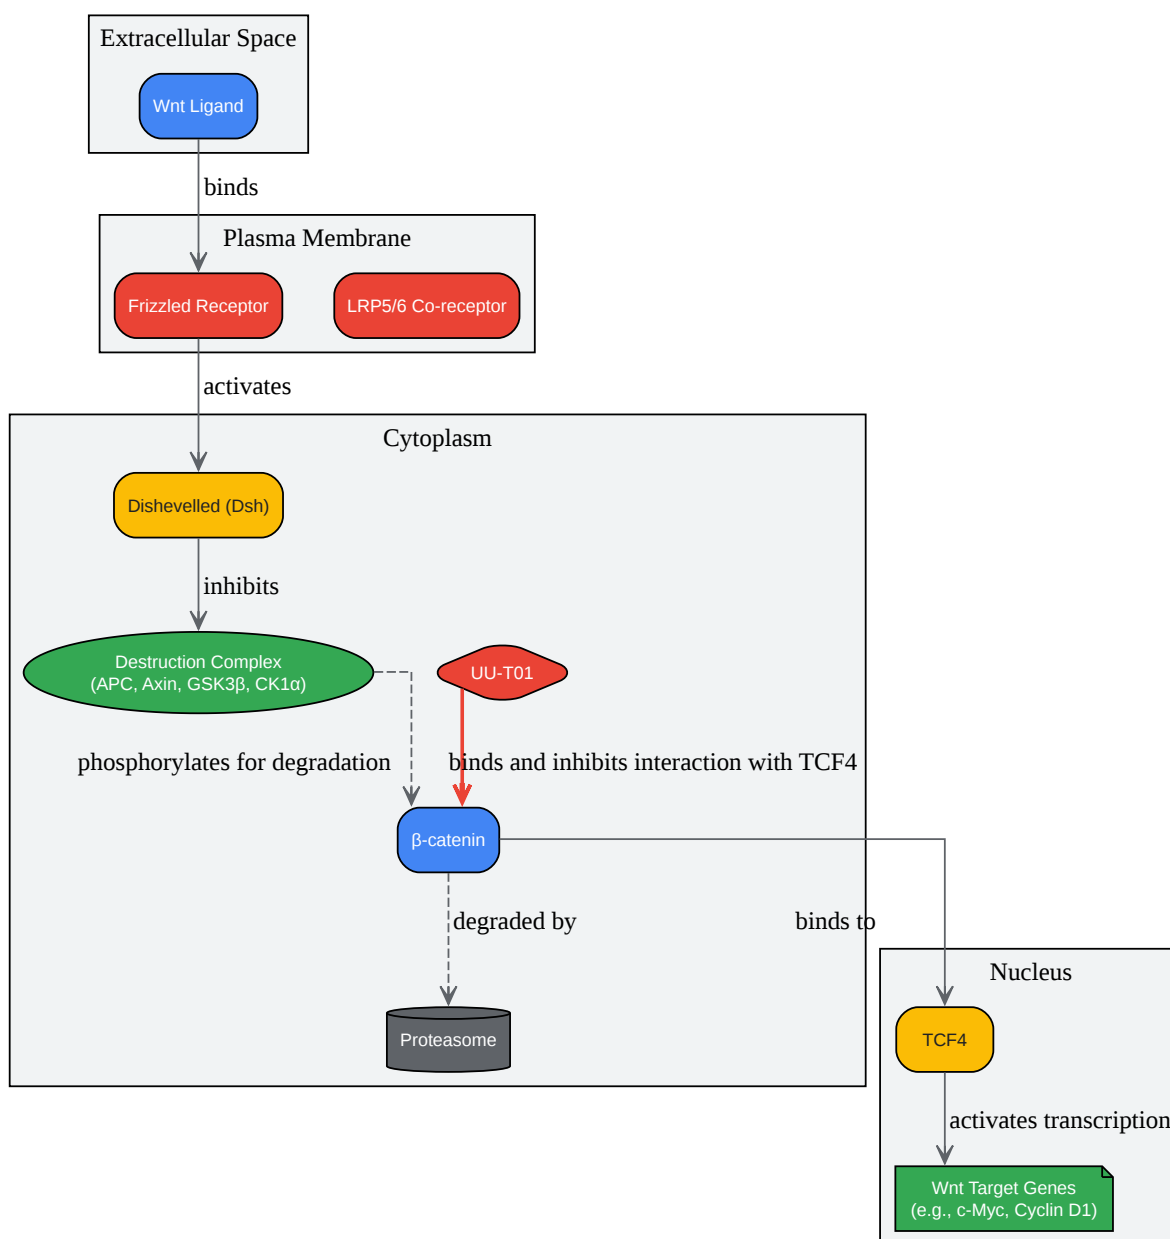 Extracellular Space
Wnt Ligand
binds
Plasma Membrane
Frizzled Receptor
LRP5/6 Co-receptor
activates
Cytoplasm
Dishevelled (Dsh)
inhibits
Destruction Complex
(APC, Axin, GSK3β, CK1α)
UU-T01
phosphorylates for degradation
binds and inhibits interaction with TCF4
β-catenin
degraded by
binds to
Nucleus
Proteasome
TCF4
activates transcription
Wnt Target Genes
(e.g., c-Myc, Cyclin D1)